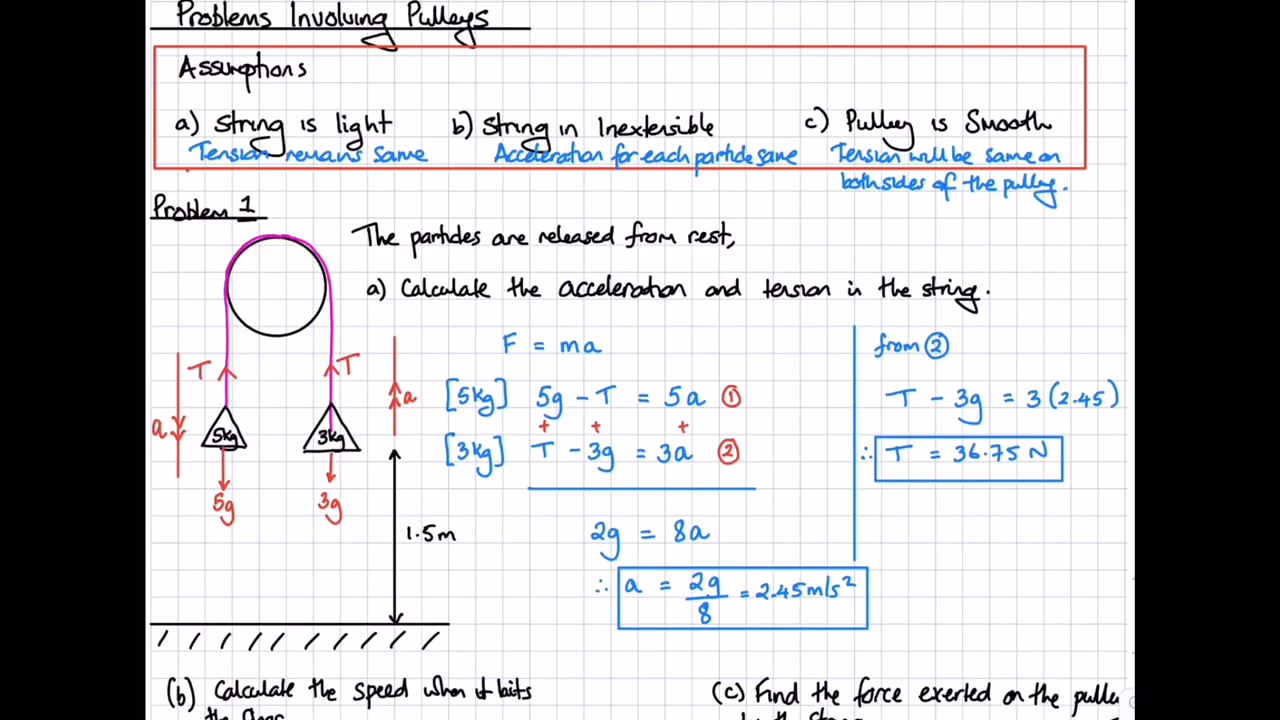 Problems Involving Pulleys
Assumptions
a) String is light
Tension remains same
b) String in Inextensible
Acceleration for each particle same
c) Pulley is Smooth
Tension will be same on
both sides of the pulley.
Problem 1
The particles are released from rest,
a) Calculate the acceleration and tension in the string.
T
T
a
a
5kg
3kg
5g
3g
1.5m
F = ma
[5kg] 5g - T = 5a ①
+ + +
[3kg] T - 3g = 3a ②
2g = 8a
∴ a = 2g/8 = 2.45m/s²
from ②
T - 3g = 3(2.45)
∴ T = 36.75 N
(b) Calculate the speed when it hits
(c) Find the force exerted on the